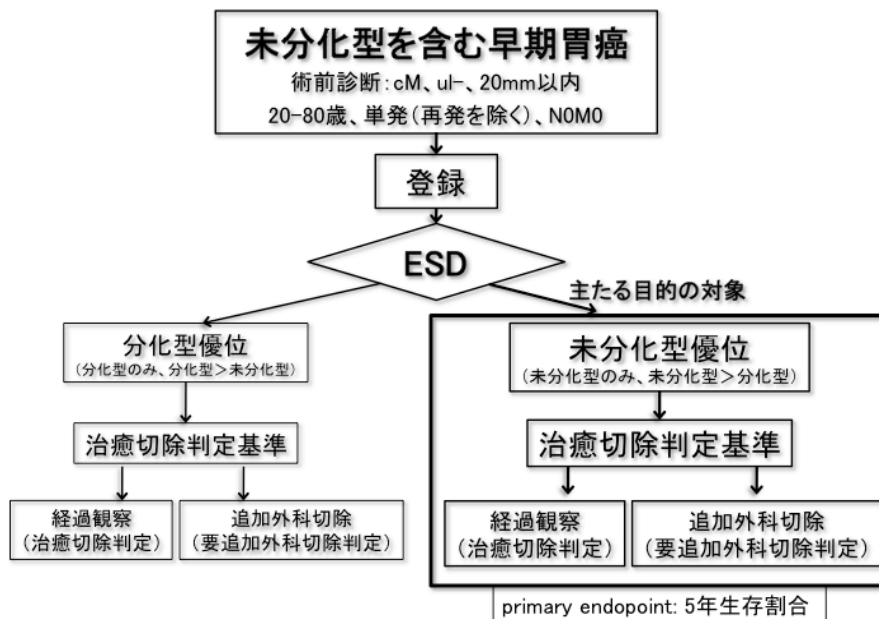 未分化型を含む早期胃癌
術前診断:cM、ul-、20mm以内
20-80歳、単発(再発を除く)、N0M0
登録
ESD
主たる目的の対象
分化型優位
(分化型のみ、分化型>未分化型)
治癒切除判定基準
経過観察
(治癒切除判定)
追加外科切除
(要追加外科切除判定)
未分化型優位
(未分化型のみ、未分化型>分化型)
治癒切除判定基準
経過観察
(治癒切除判定)
追加外科切除
(要追加外科切除判定)
primary endopoint: 5年生存割合